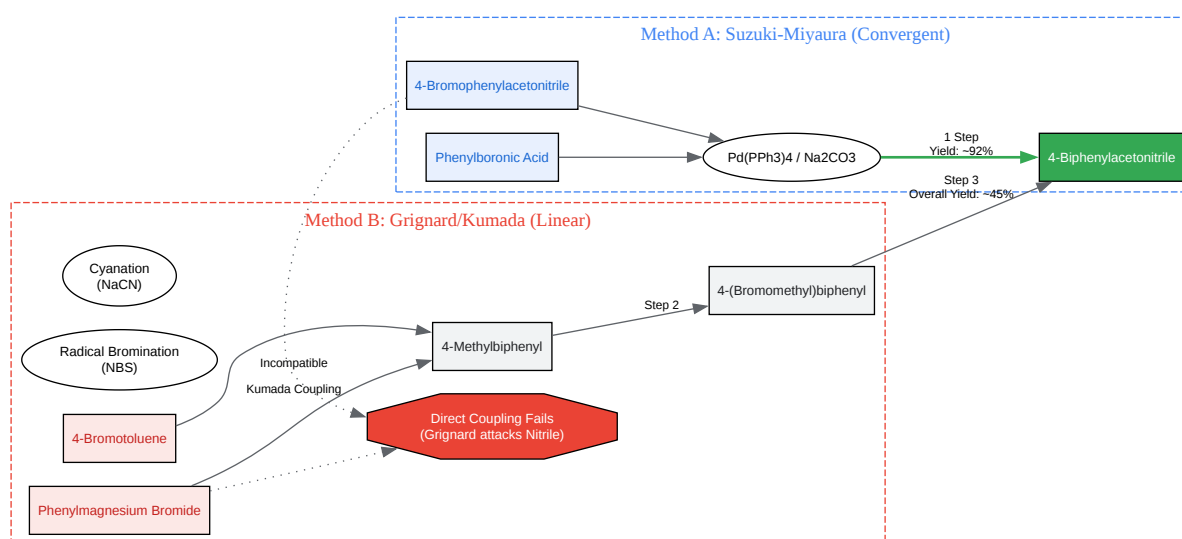 Method A: Suzuki-Miyaura (Convergent)
4-Bromophenylacetonitrile
Phenylboronic Acid
Pd(PPh3)4 / Na2CO3
1 Step
Yield: ~92%
4-Biphenylacetonitrile
Step 3
Overall Yield: ~45%
Method B: Grignard/Kumada (Linear)
Cyanation
(NaCN)
4-(Bromomethyl)biphenyl
Step 2
Radical Bromination
(NBS)
4-Methylbiphenyl
Incompatible
Kumada Coupling
4-Bromotoluene
Direct Coupling Fails
(Grignard attacks Nitrile)
Phenylmagnesium Bromide